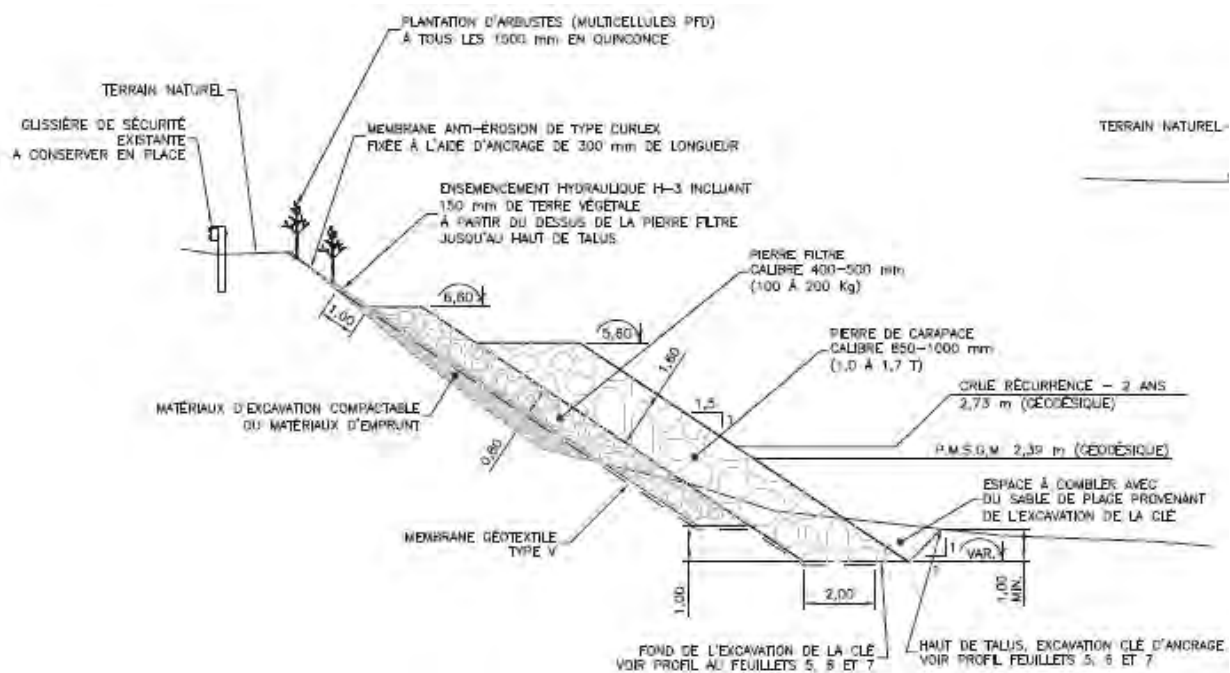 PLANTATION D'ARBUSTES (MULTICELLULES PFD)
À TOUS LES 1500 mm EN QUINCONCE
TERRAIN NATUREL
GLISSIÈRE DE SÉCURITÉ
EXISTANTE
A CONSERVER EN PLACE
MEMBRANE ANTI-ÉROSION DE TYPE CURLEX
FIXÉE À L'AIDE D'ANCRAGE DE 300 mm DE LONGUEUR
TERRAIN NATUREL
ENSEMENCEMENT HYDRAULIQUE H-3 INCLUANT
150 mm DE TERRE VÉGÉTALE
À PARTIR DU DESSUS DE LA PIERRE FILTRE
JUSQU'AU HAUT DE TALUS
PIERRE FILTRE
CALIBRE 400-500 mm
(100 À 200 Kg)
6,60
1,00
5,60
1,60
PIERRE DE CARAPACE
CALIBRE 850-1000 mm
(1.0 À 1.7 T)
CRUE RÉCURRENCE - 2 ANS
2,73 m (GÉODÉSIQUE)
1,5
1
MATÉRIAUX D'EXCAVATION COMPACTABLE
OU MATÉRIAUX D'EMPRUNT
0,80
P.M.S.G.M. 2,39 m (GÉODÉSIQUE)
ESPACE À COMBLER AVEC
DU SABLE DE PLAGE PROVENANT
DE L'EXCAVATION DE LA CLÉ
MEMBRANE GÉOTEXTILE
TYPE V
1
VAR.
1,00
2,00
1,00
MIN.
FOND DE L'EXCAVATION DE LA CLÉ
VOIR PROFIL AU FEUILLETS 5, 6 ET 7
HAUT DE TALUS, EXCAVATION CLÉ D'ANCRAGE
VOIR PROFIL FEUILLETS 5, 6 ET 7